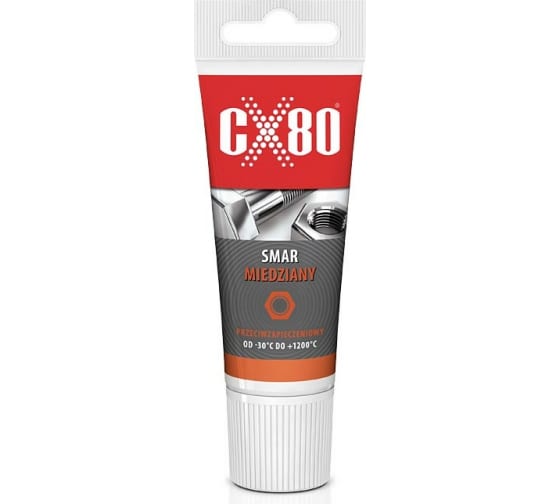 CX80
®
SMAR
MIEDZIANY
PRZECIWZAPIECZENIOWY
OD -30°C DO +1200°C